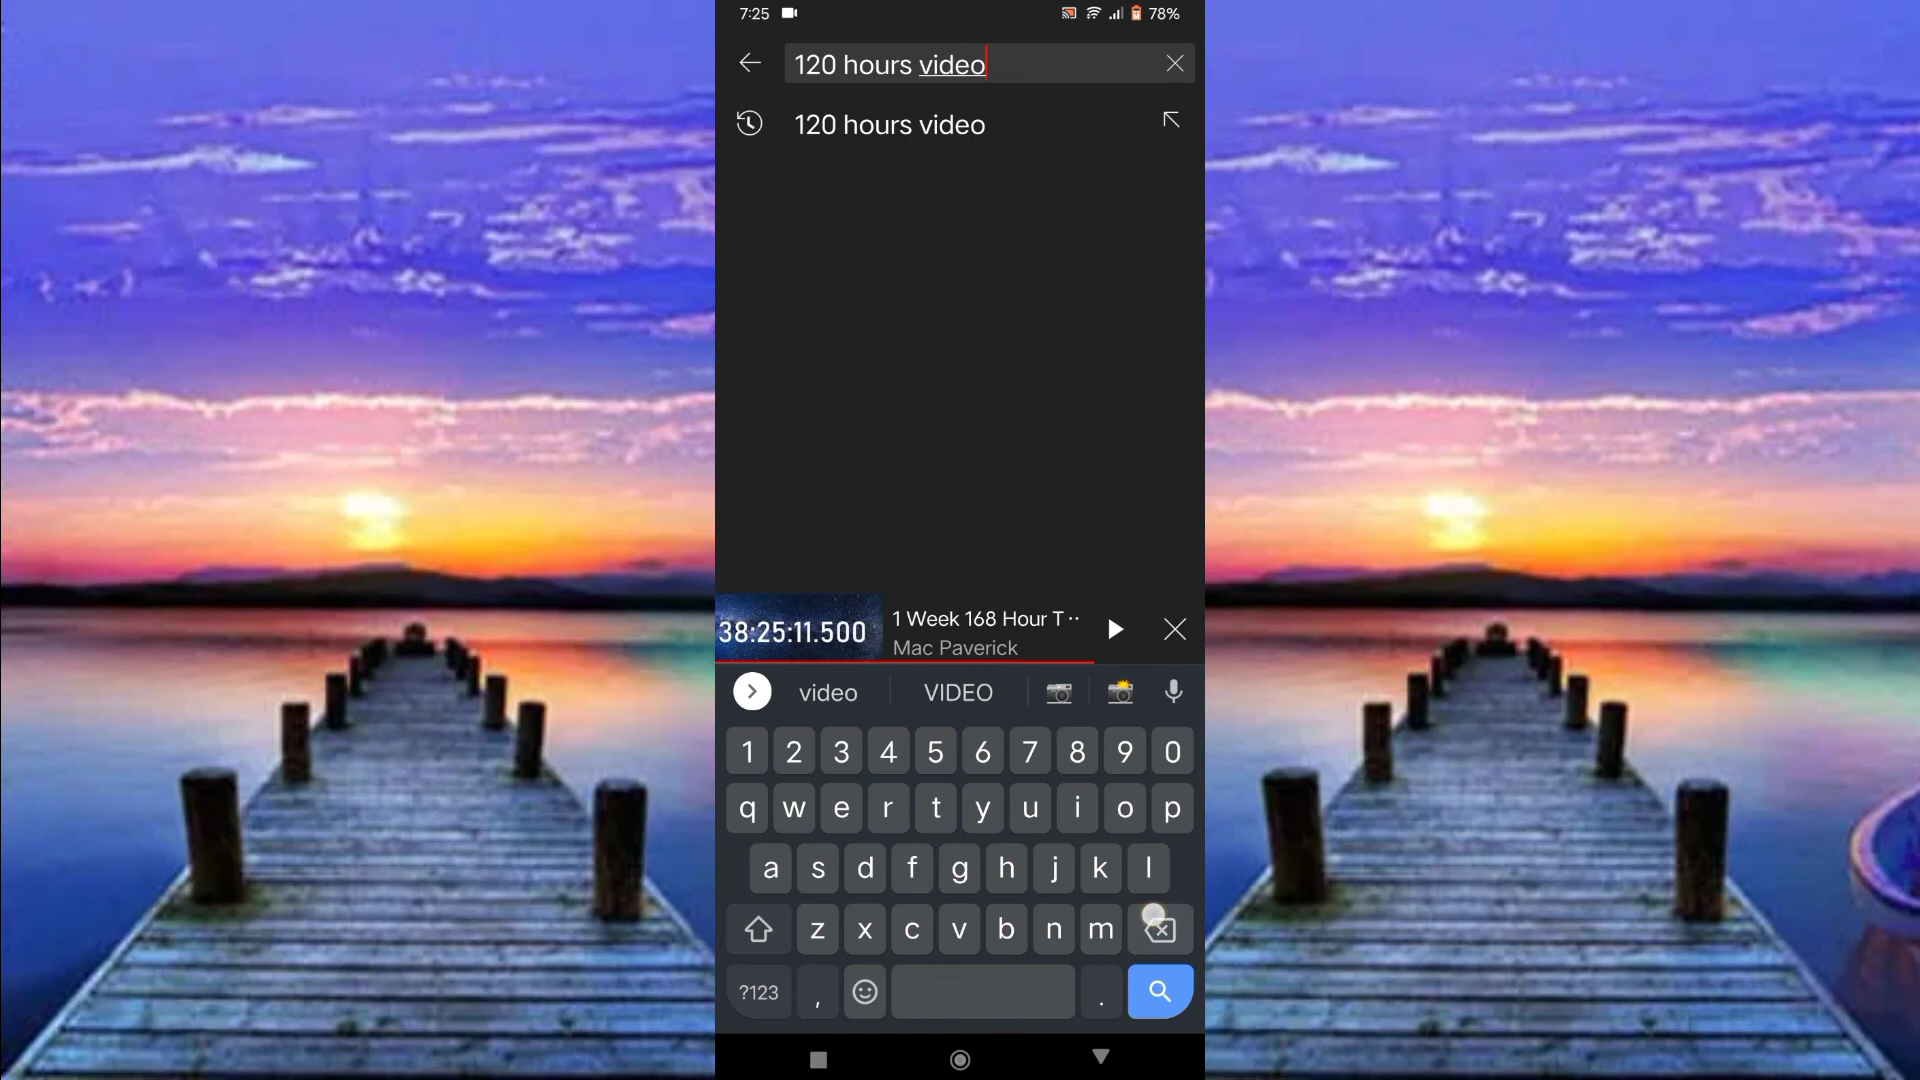 7:25
78%
120 hours video
120 hours video
38:25:11.500
1 Week 168 Hour T··
Mac Paverick
video VIDEO
1 2 3 4 5 6 7 8 9 0
q w e r t y u i o p
a s d f g h j k l
z x c v b n m
?123 , .